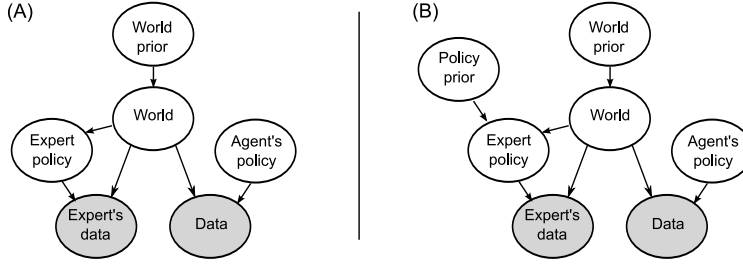 (A)
World
prior
World
Expert
policy
Agent's
policy
Expert's
data
Data
(B)
World
prior
Policy
prior
World
Expert
policy
Agent's
policy
Expert's
data
Data